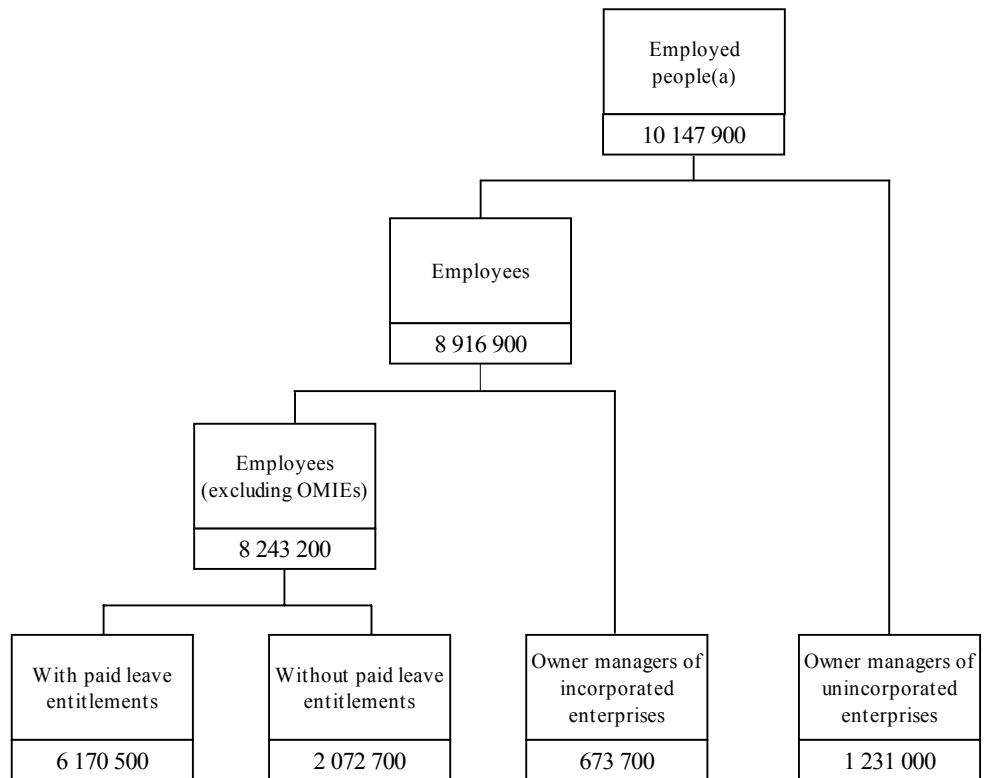 Employed
people(a)
10 147 900
Employees
8 916 900
Employees
(excluding OMIEs)
8 243 200
With paid leave
entitlements
6 170 500
Without paid leave
entitlements
2 072 700
Owner managers of
incorporated
enterprises
673 700
Owner managers of
unincorporated
enterprises
1 231 000